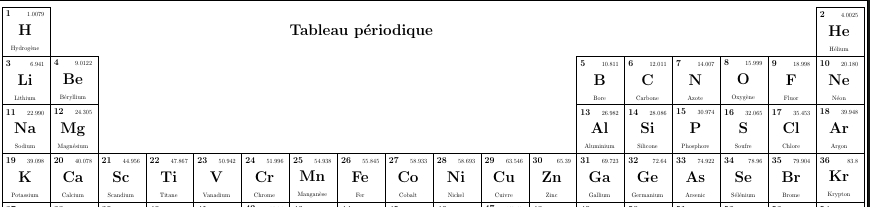 1 1.0079 Tableau périodique 2 4.0025
H He
Hydrogène Hélium
3 6.941 4 9.0122 5 10.811 6 12.011 7 14.007 8 15.999 9 18.998 10 20.180
Li Be B C N O F Ne
Lithium Béryllium Bore Carbone Azote Oxygène Fluor Néon
11 22.990 12 24.305 13 26.982 14 28.086 15 30.974 16 32.065 17 35.453 18 39.948
Na Mg Al Si P S Cl Ar
Sodium Magnésium Aluminium Silicone Phosphore Soufre Chlore Argon
19 39.098 20 40.078 21 44.956 22 47.867 23 50.942 24 51.996 25 54.938 26 55.845 27 58.933 28 58.693 29 63.546 30 65.39 31 69.723 32 72.64 33 74.922 34 78.96 35 79.904 36 83.8
K Ca Sc Ti V Cr Mn Fe Co Ni Cu Zn Ga Ge As Se Br Kr
Potassium Calcium Scandium Titane Vanadium Chrome Manganèse Fer Cobalt Nickel Cuivre Zinc Gallium Germanium Arsenic Sélénium Brome Krypton